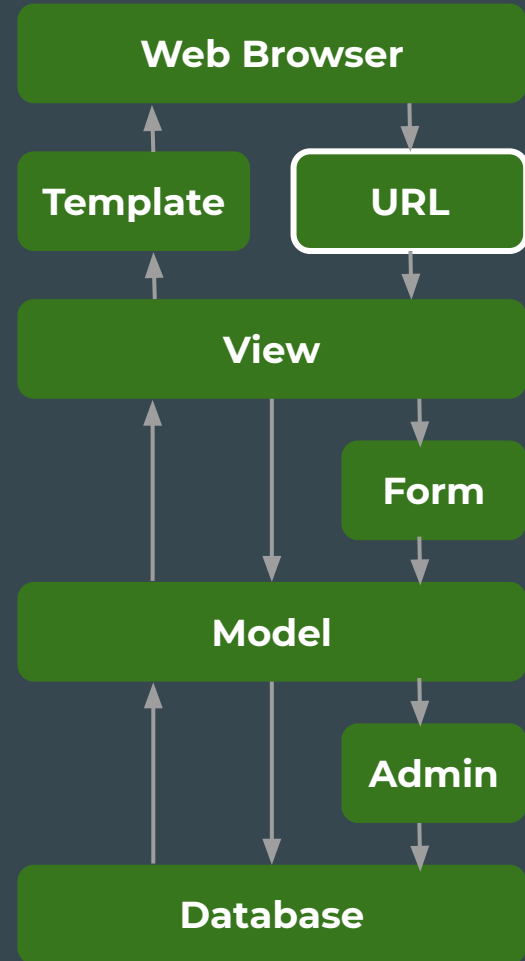 Web Browser
Template
URL
View
Form
Model
Admin
Database